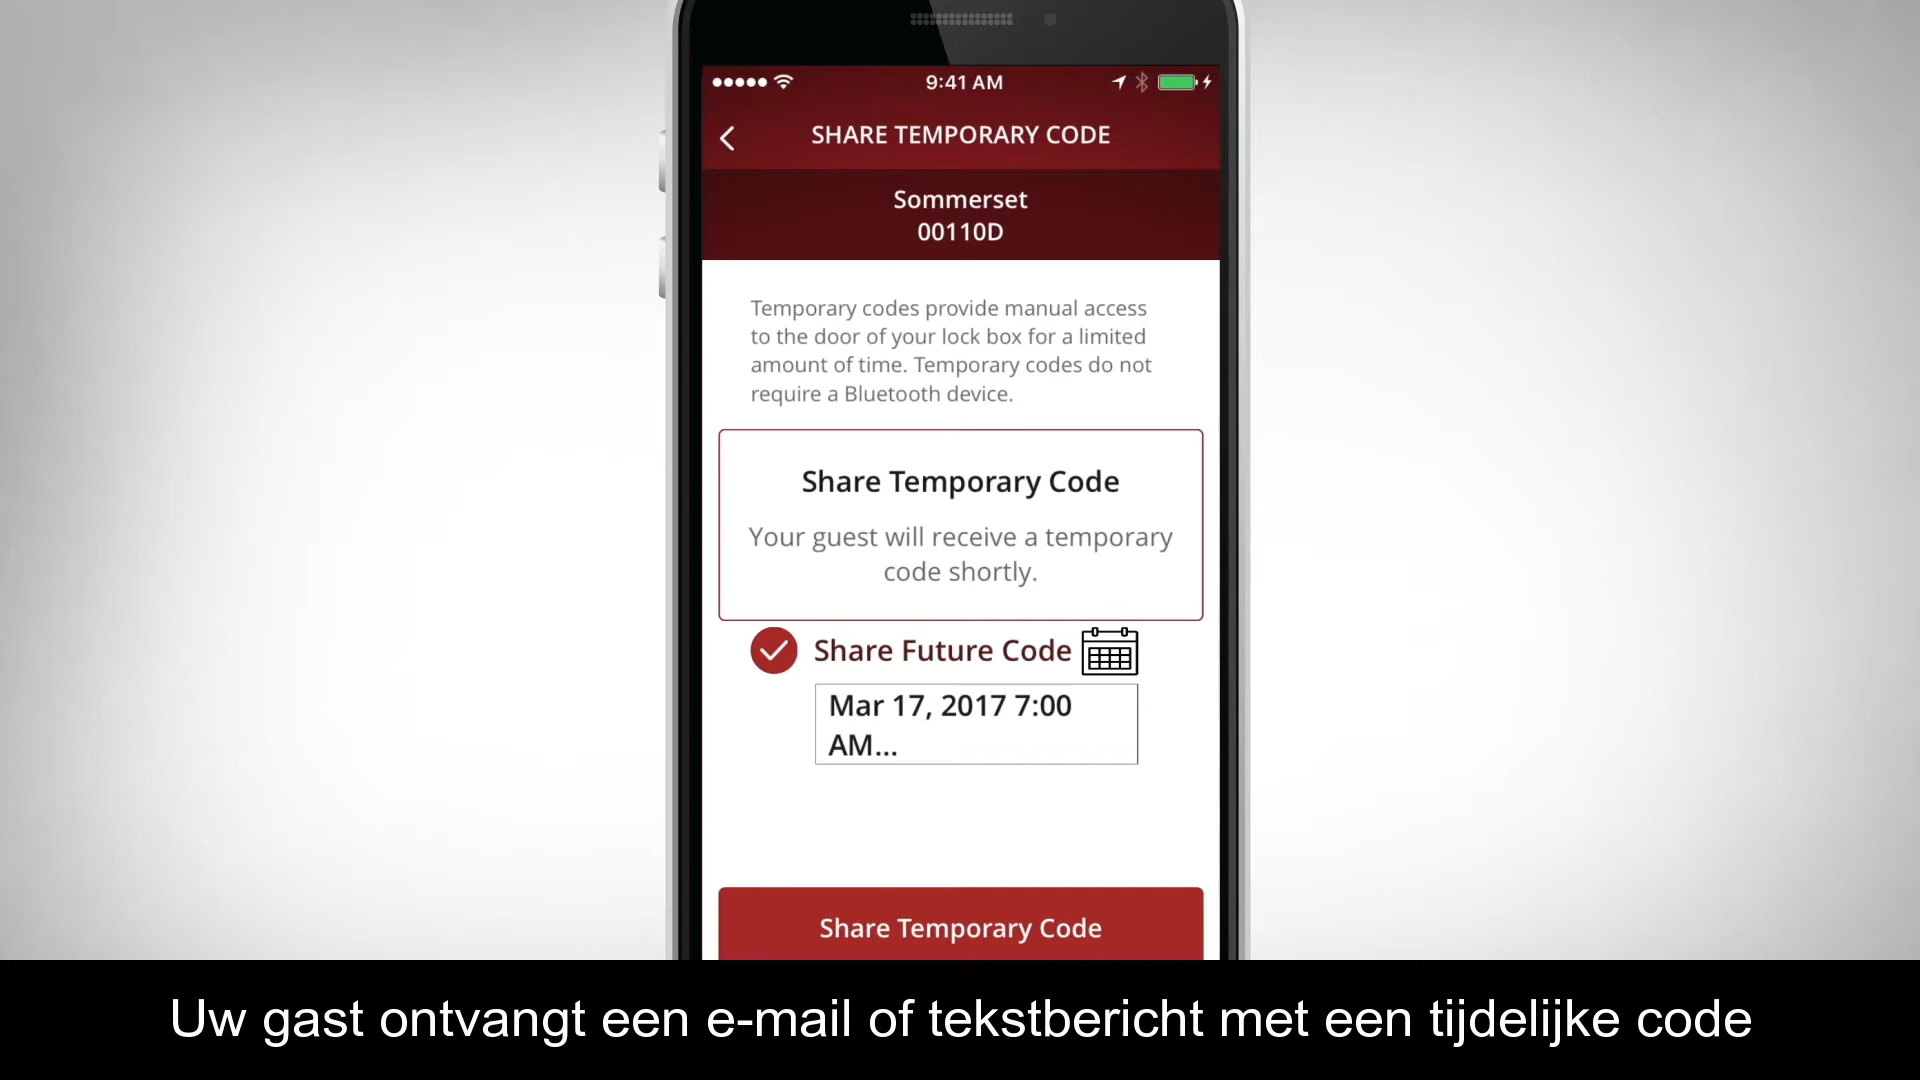 9:41 AM
SHARE TEMPORARY CODE
Sommerset
00110D
Temporary codes provide manual access
to the door of your lock box for a limited
amount of time. Temporary codes do not
require a Bluetooth device.
Share Temporary Code
Your guest will receive a temporary
code shortly.
Share Future Code
Mar 17, 2017 7:00
AM...
Share Temporary Code
Uw gast ontvangt een e-mail of tekstbericht met een tijdelijke code